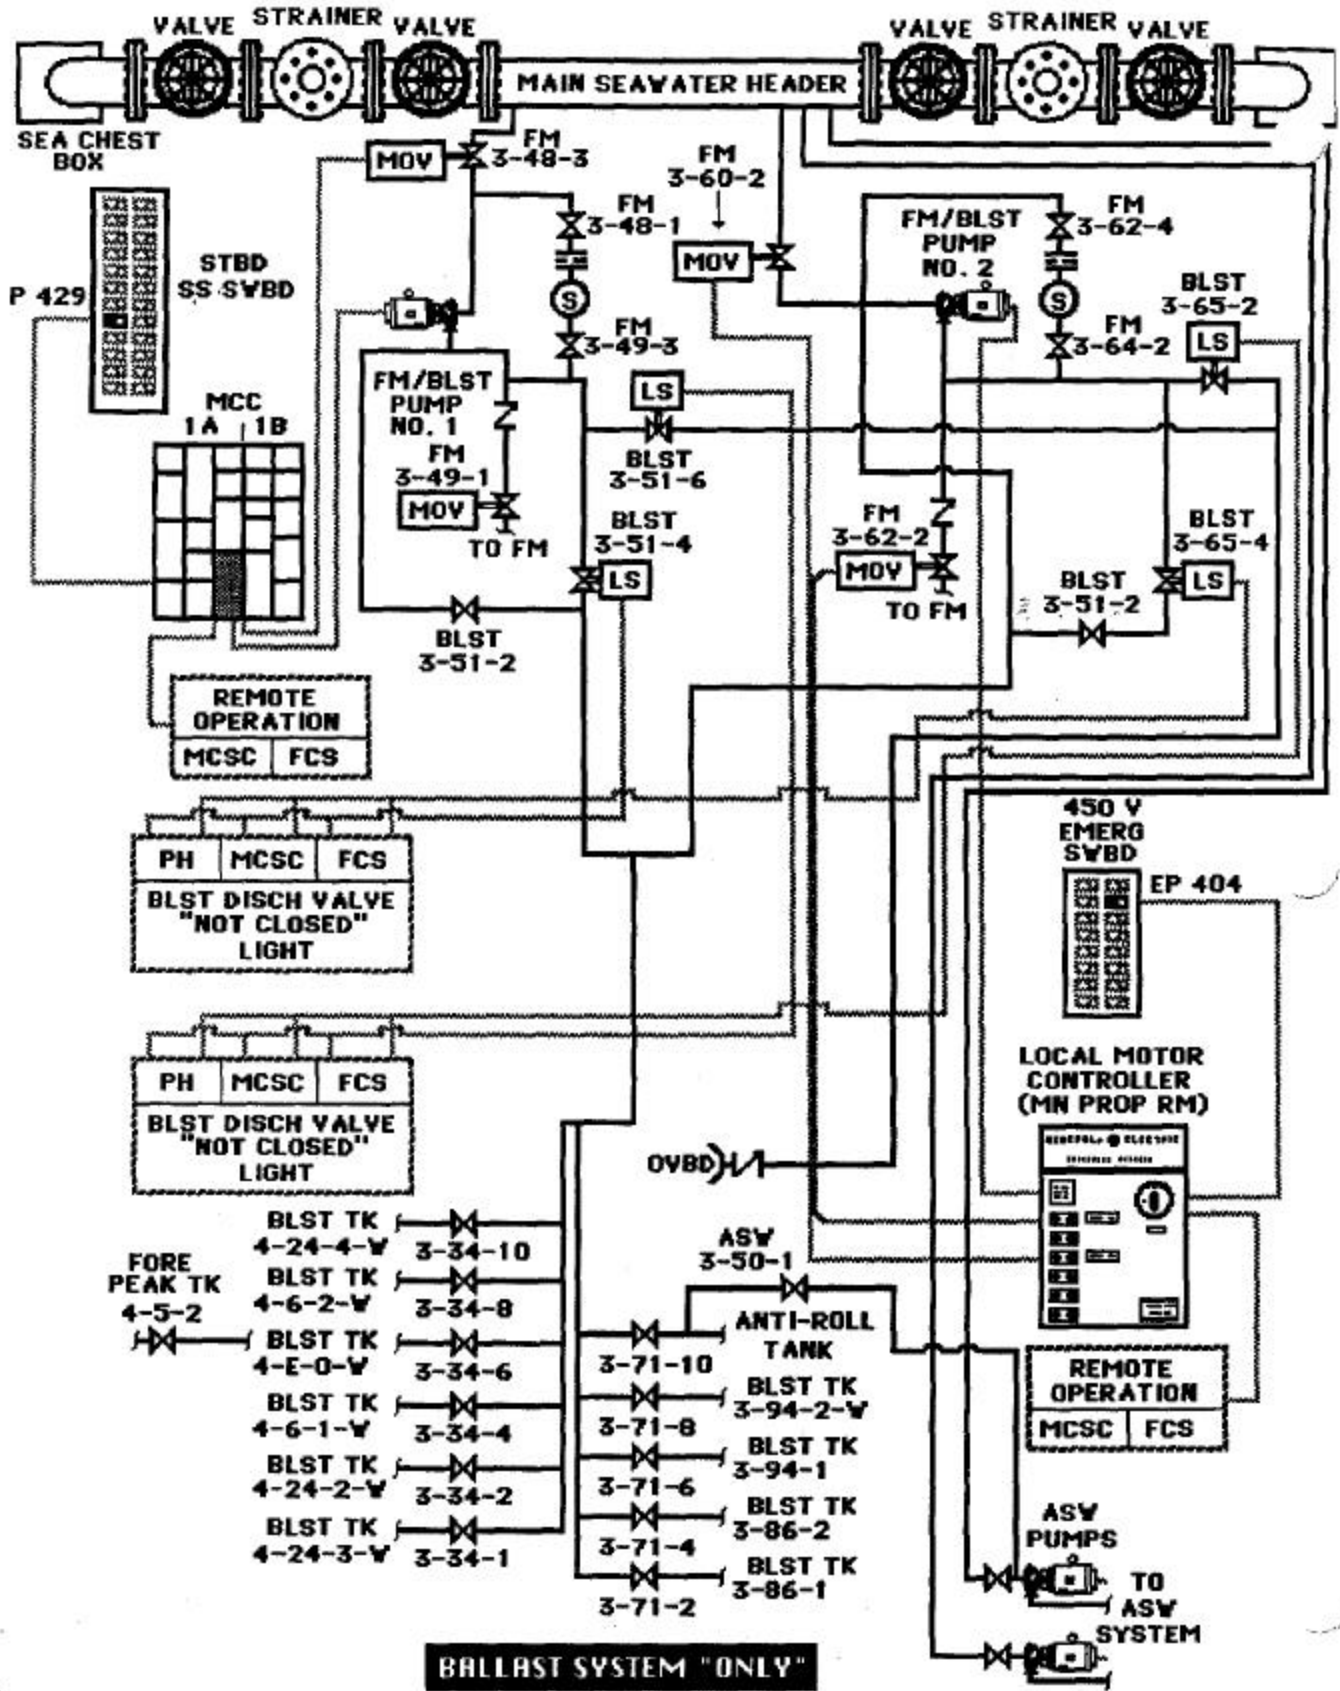 VALVE STRAINER VALVE
VALVE STRAINER VALVE
MAIN SEAWATER HEADER
SEA CHEST
BOX
MOV
FM
3-48-3
FM
3-60-2
MOV
FM
3-48-1
S
FM
3-49-3
FM/BLST
PUMP
NO. 2
FM
3-62-4
S
FM
3-64-2
BLST
3-65-2
LS
STBD
SS SWBD
P 429
MCC
1A 1B
FM/BLST
PUMP
NO. 1
FM
3-49-1
MOV
TO FM
LS
BLST
3-51-6
BLST
3-51-4
LS
BLST
3-51-2
FM
3-62-2
MOV
TO FM
BLST
3-65-4
LS
BLST
3-51-2
REMOTE
OPERATION
MCSC FCS
PH MCSC FCS
BLST DISCH VALVE
"NOT CLOSED"
LIGHT
450 V
EMERG
SWBD
EP 404
PH MCSC FCS
BLST DISCH VALVE
"NOT CLOSED"
LIGHT
LOCAL MOTOR
CONTROLLER
(MN PROP RM)
GENERAL ELECTRIC
OVBD
BLST TK
4-24-4-W
3-34-10
BLST TK
4-6-2-W
3-34-8
FORE
PEAK TK
4-5-2
BLST TK
4-E-0-W
3-34-6
BLST TK
4-6-1-W
3-34-4
BLST TK
4-24-2-W
3-34-2
BLST TK
4-24-3-W
3-34-1
ASW
3-50-1
ANTI-ROLL
TANK
3-71-10
BLST TK
3-94-2-W
3-71-8
BLST TK
3-94-1
3-71-6
BLST TK
3-86-2
3-71-4
BLST TK
3-86-1
3-71-2
REMOTE
OPERATION
MCSC FCS
ASW
PUMPS
TO
ASW
SYSTEM
BALLAST SYSTEM "ONLY"